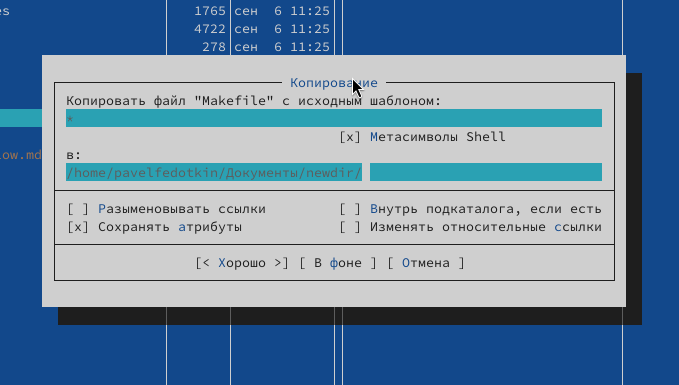 es
1765 сен 6 11:25
4722 сен 6 11:25
278 сен 6 11:25
Копирование
Копировать файл "Makefile" с исходным шаблоном:
*
[x] Метасимволы Shell
в:
low.md
/home/pavelfedotkin/Документы/newdir/
[ ] Разыменовывать ссылки [ ] Внутрь подкаталога, если есть
[x] Сохранять атрибуты [ ] Изменять относительные ссылки
[< Хорошо >] [ В фоне ] [ Отмена ]